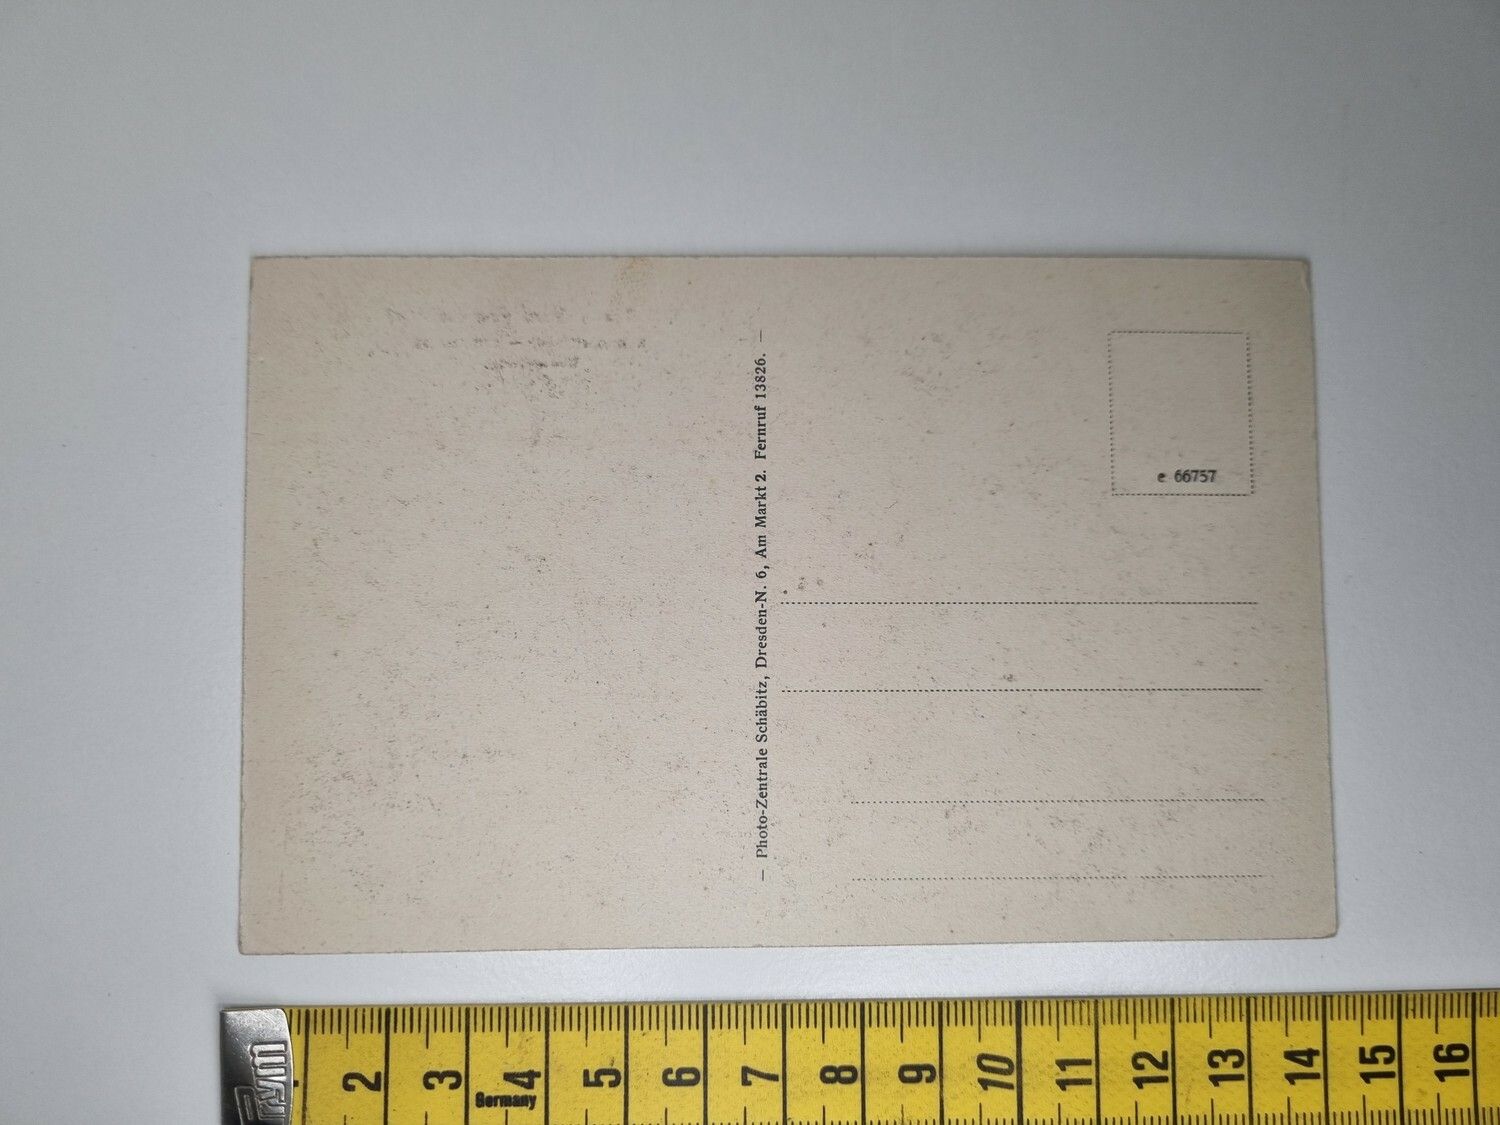 — Photo-Zentrale Schäbitz, Dresden-N. 6, Am Markt 2. Fernruf 13826. —
e 66757
2 3 4 5 6 7 8 9 10 11 12 13 14 15 16
Germany